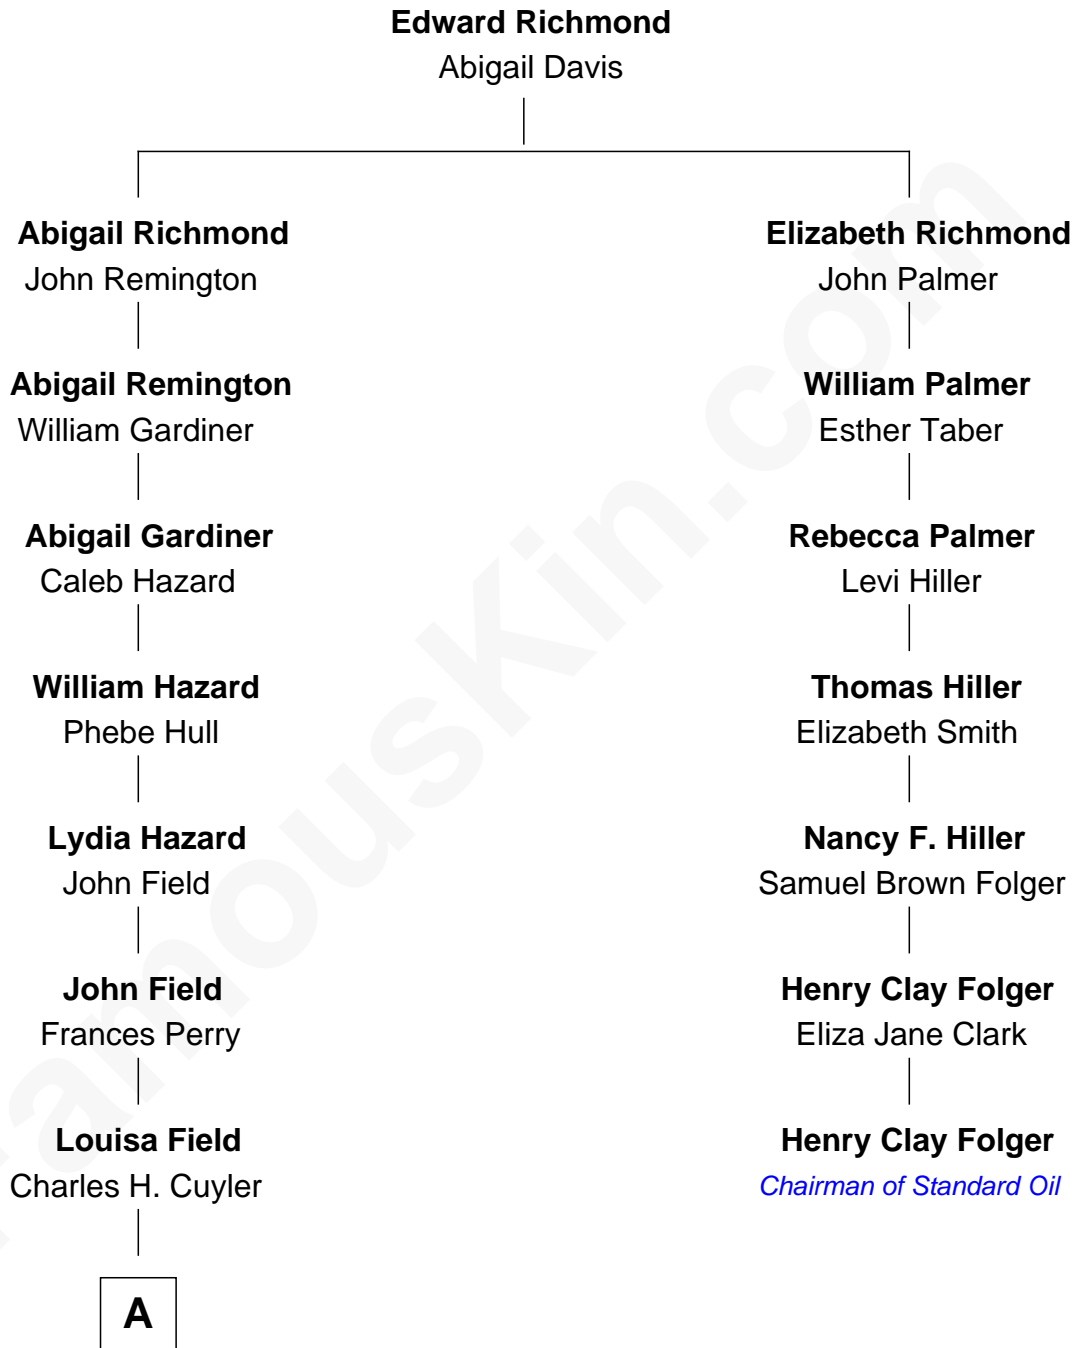 Edward Richmond
Abigail Davis
Abigail Richmond
John Remington
Elizabeth Richmond
John Palmer
Abigail Remington
William Gardiner
William Palmer
Esther Taber
Abigail Gardiner
Caleb Hazard
Rebecca Palmer
Levi Hiller
William Hazard
Phebe Hull
Thomas Hiller
Elizabeth Smith
Lydia Hazard
John Field
Nancy F. Hiller
Samuel Brown Folger
John Field
Frances Perry
Henry Clay Folger
Eliza Jane Clark
Louisa Field
Charles H. Cuyler
Henry Clay Folger
Chairman of Standard Oil
A
FamousKin.com